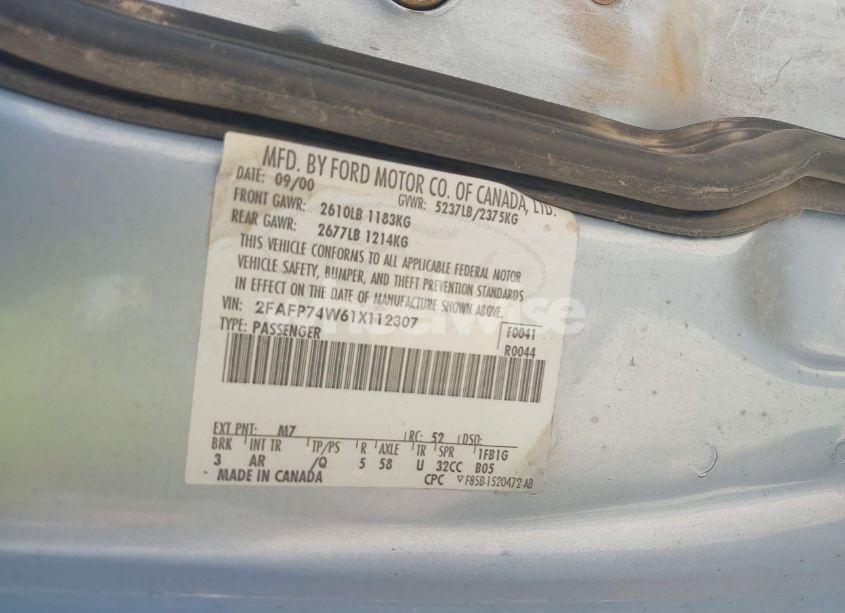 MFD. BY FORD MOTOR CO. OF CANADA, LTD.
DATE: 09/00 GVWR: 5237LB/2375KG
FRONT GAWR: 2610LB 1183KG
REAR GAWR: 2677LB 1214KG
THIS VEHICLE CONFORMS TO ALL APPLICABLE FEDERAL MOTOR
VEHICLE SAFETY, BUMPER, AND THEFT PREVENTION STANDARDS
IN EFFECT ON THE DATE OF MANUFACTURE SHOWN ABOVE.
VIN: 2FAFP74W61X112307
TYPE: PASSENGER F0041
R0044
EXT PNT: M7 RC: 52 DSO:
BRK INT TR TP/PS R AXLE TR SPR 1FB1G
3 AR /Q 5 58 U 32CC B05
MADE IN CANADA CPC F85B-1520472-AB